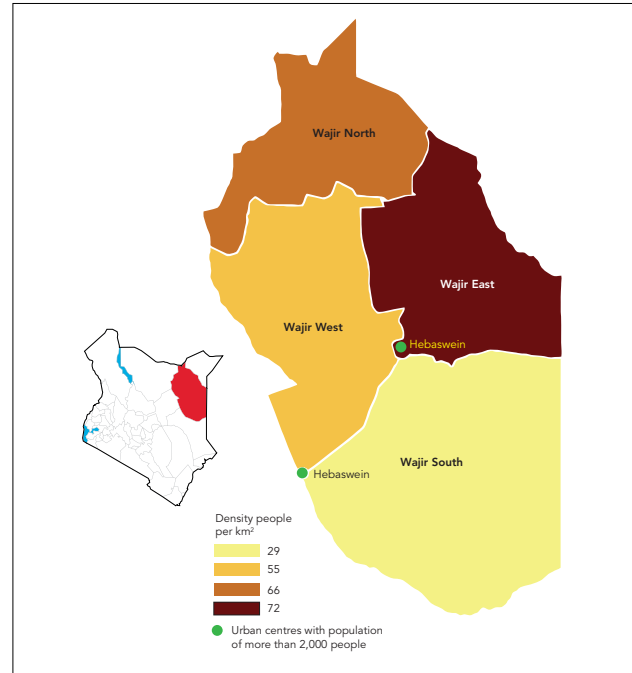 Wajir North
Wajir East
Wajir West
Hebaswein
Wajir South
Hebaswein
Density people
per km²
29
55
66
72
Urban centres with population
of more than 2,000 people